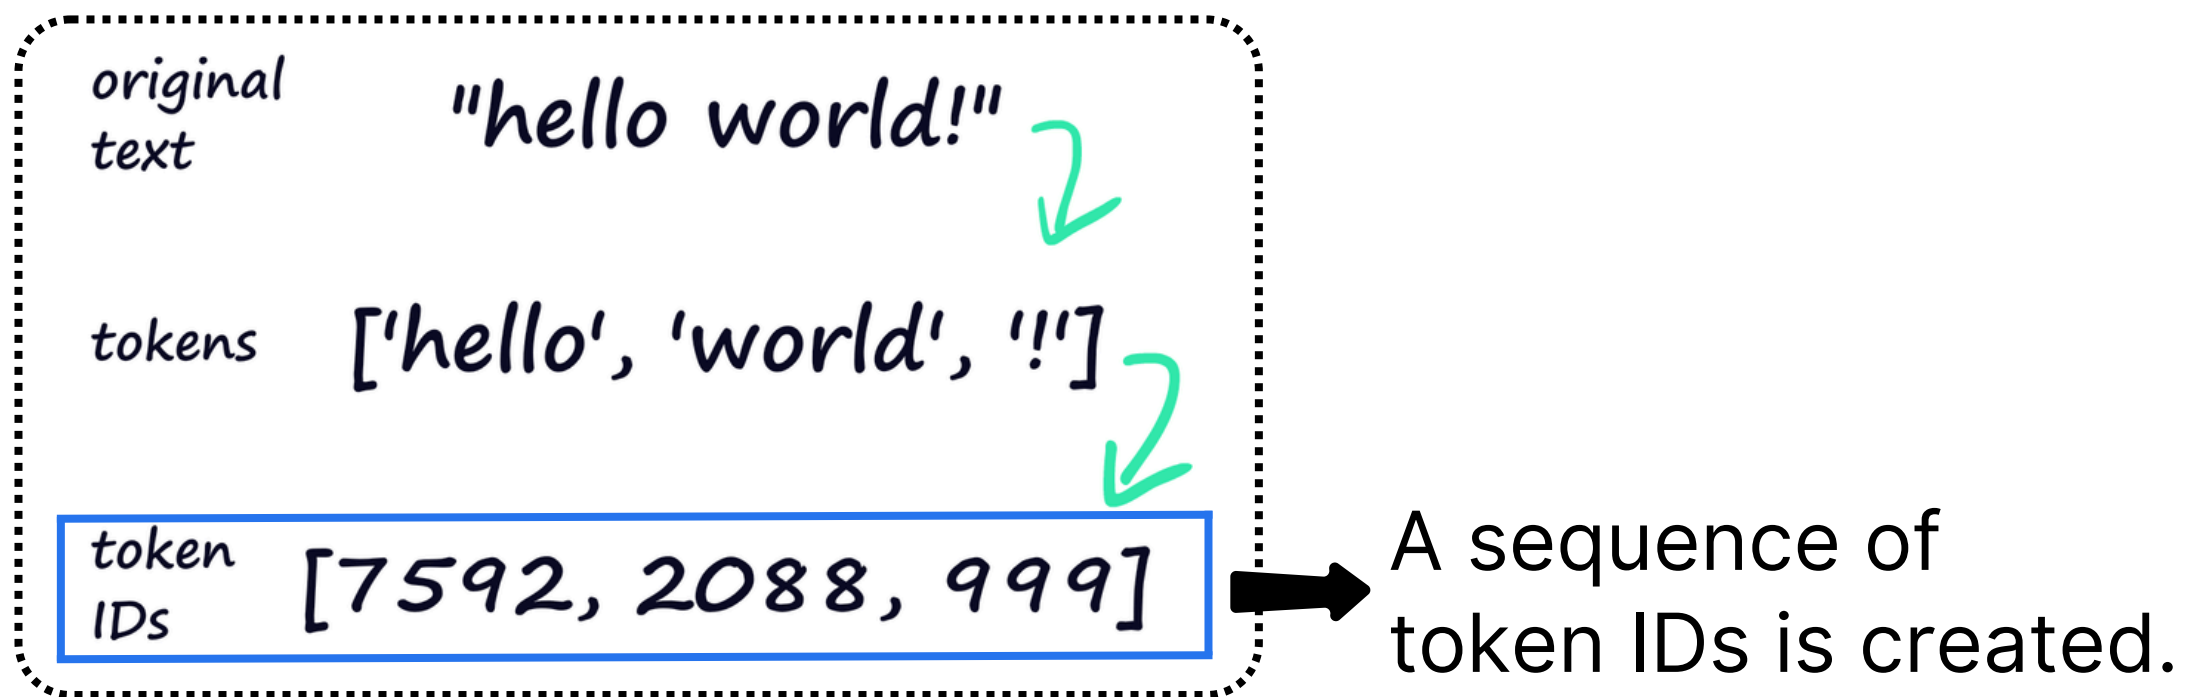 original
text
"hello world!"
tokens
['hello', 'world', '!']
token
IDs
[7592, 2088, 999]
A sequence of
token IDs is created.